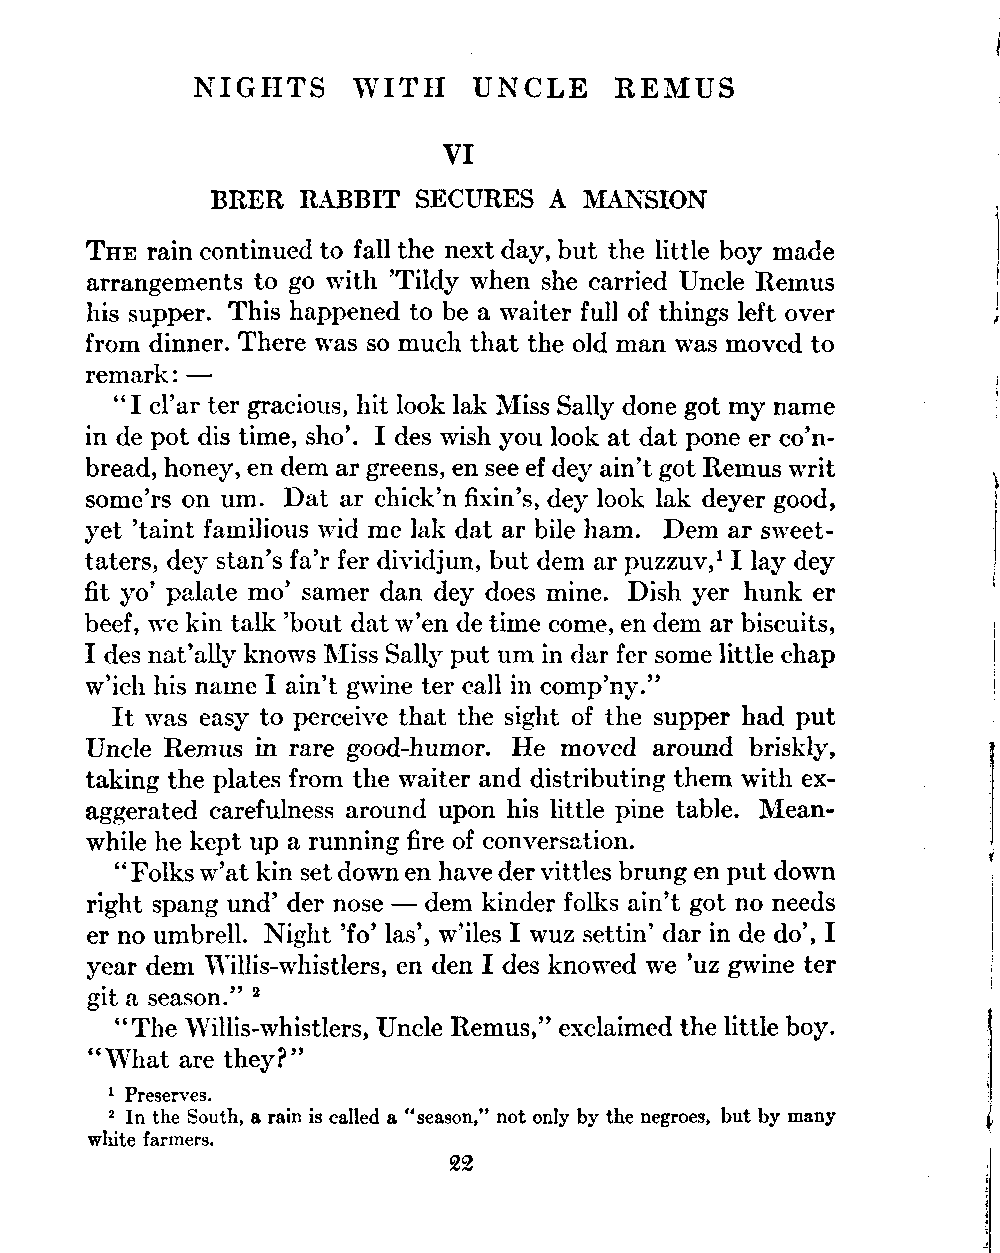 NIGHTS WITH UNCLE REMUS
VI
BRER RABBIT SECURES A MANSION
THE rain continued to fall the next day, but the little boy made
arrangements to go with ’Tildy when she carried Uncle Remus
his supper. This happened to be a waiter full of things left over
from dinner. There was so much that the old man was moved to
remark: —
“I cl’ar ter gracious, hit look lak Miss Sally done got my name
in de pot dis time, sho’. I des wish you look at dat pone er co’n-
bread, honey, en dem ar greens, en see ef dey ain’t got Remus writ
some’rs on um. Dat ar chick’n fixin’s, dey look lak deyer good,
yet ’taint familious wid me lak dat ar bile ham. Dem ar sweet-
taters, dey stan’s fa’r fer dividjun, but dem ar puzzuv,¹ I lay dey
fit yo’ palate mo’ samer dan dey does mine. Dish yer hunk er
beef, we kin talk ’bout dat w’en de time come, en dem ar biscuits,
I des nat’ally knows Miss Sally put um in dar fer some little chap
w’ich his name I ain’t gwine ter call in comp’ny.”
It was easy to perceive that the sight of the supper had put
Uncle Remus in rare good-humor. He moved around briskly,
taking the plates from the waiter and distributing them with ex-
aggerated carefulness around upon his little pine table. Mean-
while he kept up a running fire of conversation.
“Folks w’at kin set down en have der vittles brung en put down
right spang und’ der nose — dem kinder folks ain’t got no needs
er no umbrell. Night ’fo’ las’, w’iles I wuz settin’ dar in de do’, I
year dem Willis-whistlers, en den I des knowed we ’uz gwine ter
git a season.” ²
“The Willis-whistlers, Uncle Remus,” exclaimed the little boy.
“What are they?”
¹ Preserves.
² In the South, a rain is called a “season,” not only by the negroes, but by many
white farmers.
22